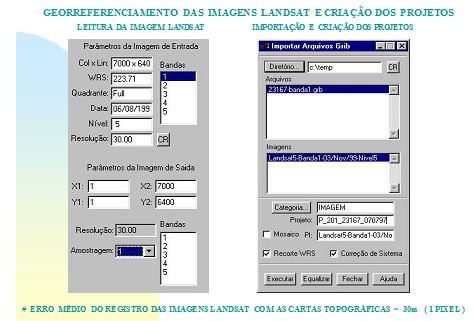 GEORREFERENCIAMENTO DAS IMAGENS LANDSAT E CRIAÇÃO DOS PROJETOS
LEITURA DA IMAGEM LANDSAT
IMPORTAÇÃO E CRIAÇÃO DOS PROJETOS
Parâmetros da Imagem de Entrada
Col x Lin: 7000 x 640
Bandas
WRS: 223.71
1
Quadrante: Full
2
Data: 06/08/199
3
4
Nível: 5
5
Resolução: 30.00 CR
Parâmetros da Imagem de Saida
X1: 1 X2: 7000
Y1: 1 Y2: 6400
Resolução: 30.00
Bandas
Amostragem: 1
1
2
3
4
5
Importar Arquivos Grib
Diretório... c:\temp CR
Arquivos
23167-banda1.grb
Imagens
Landsat5-Banda1-03/Nov/99-Nivel5
Categoria... IMAGEM
Projeto: P_201_23167_070797
Mosaico PI: Landsat5-Banda1-03/No
Recorte WRS Correção de Sistema
Executar Equalizar Fechar Ajuda
# ERRO MÉDIO DO REGISTRO DAS IMAGENS LANDSAT COM AS CARTAS TOPOGRÁFICAS ~ 30m ( 1 PIXEL )